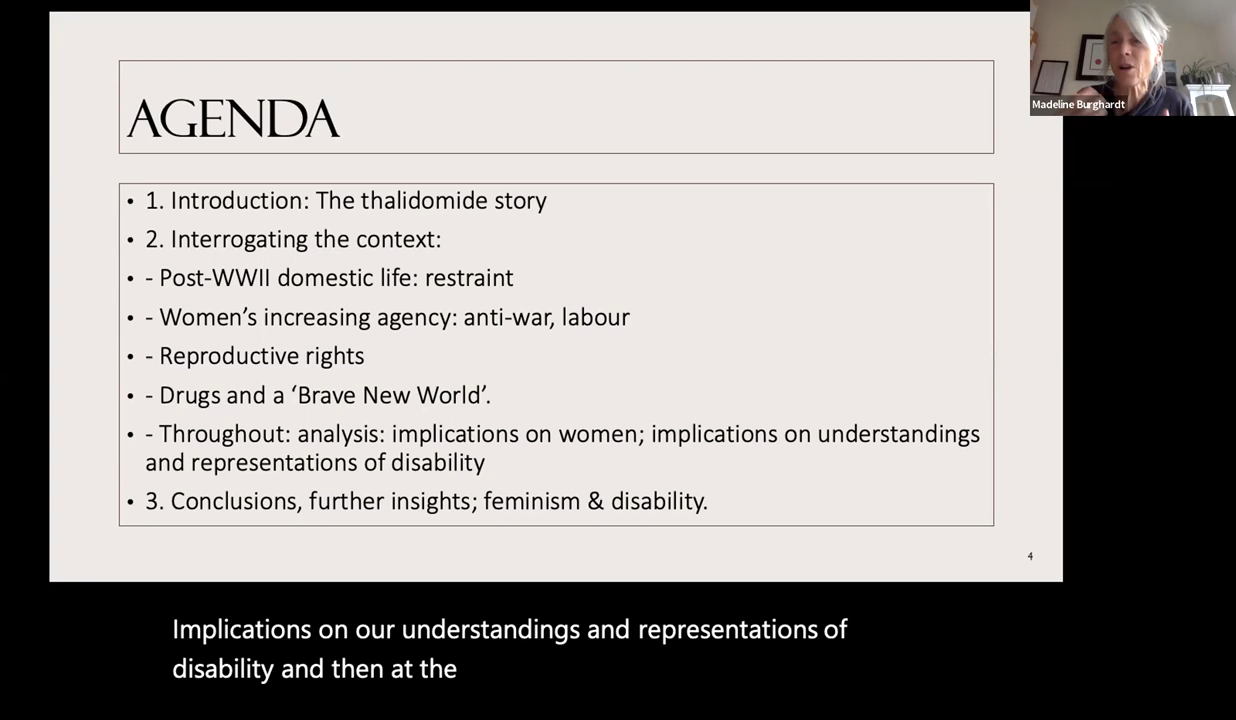 Madeline Burghardt
AGENDA
• 1. Introduction: The thalidomide story
• 2. Interrogating the context:
• - Post-WWII domestic life: restraint
• - Women’s increasing agency: anti-war, labour
• - Reproductive rights
• - Drugs and a ‘Brave New World’.
• - Throughout: analysis: implications on women; implications on understandings
and representations of disability
• 3. Conclusions, further insights; feminism & disability.
4
Implications on our understandings and representations of
disability and then at the